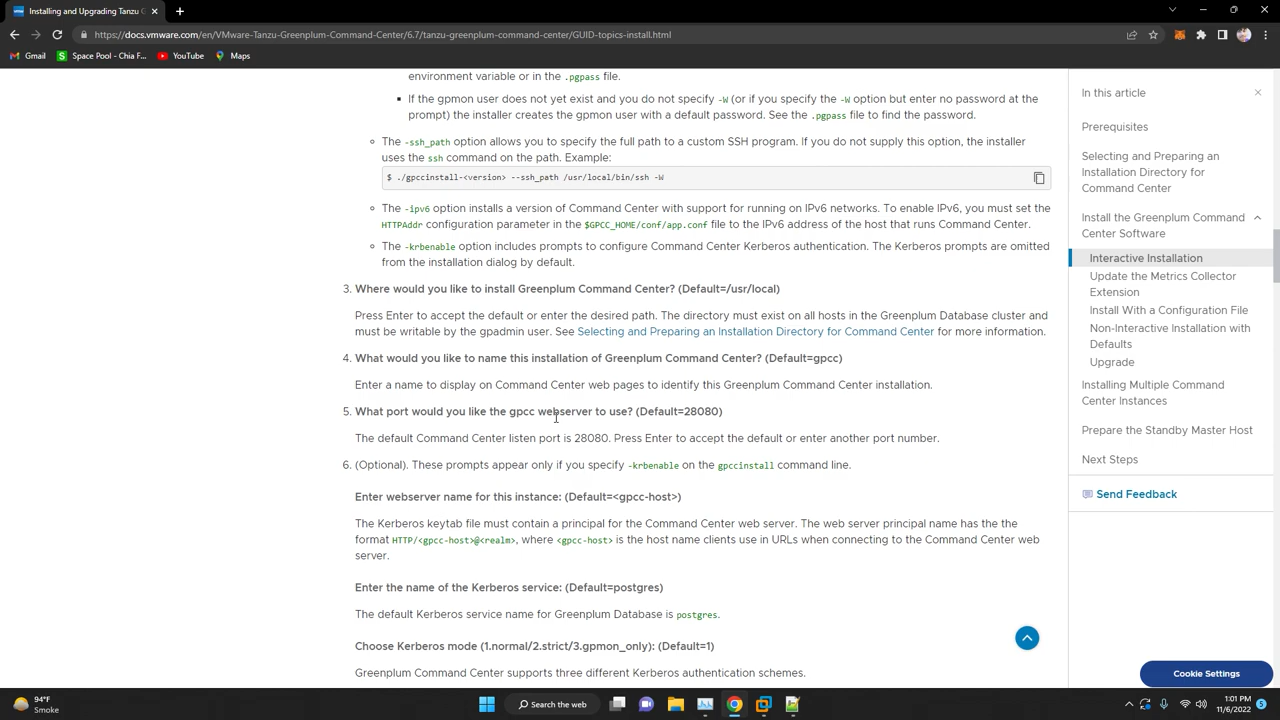 Installing and Upgrading Tanzu G
https://docs.vmware.com/en/VMware-Tanzu-Greenplum-Command-Center/6.7/tanzu-greenplum-command-center/GUID-topics-install.html
Gmail
Space Pool - Chia F...
YouTube
Maps
environment variable or in the .pgpass file.
If the gpmon user does not yet exist and you do not specify -W (or if you specify the -W option but enter no password at the
prompt) the installer creates the gpmon user with a default password. See the .pgpass file to find the password.
The -ssh_path option allows you to specify the full path to a custom SSH program. If you do not supply this option, the installer
uses the ssh command on the path. Example:
$ ./gpccinstall-<version> --ssh_path /usr/local/bin/ssh -W
The -ipv6 option installs a version of Command Center with support for running on IPv6 networks. To enable IPv6, you must set the
HTTPAddr configuration parameter in the $GPCC_HOME/conf/app.conf file to the IPv6 address of the host that runs Command Center.
The -krbenable option includes prompts to configure Command Center Kerberos authentication. The Kerberos prompts are omitted
from the installation dialog by default.
3. Where would you like to install Greenplum Command Center? (Default=/usr/local)
Press Enter to accept the default or enter the desired path. The directory must exist on all hosts in the Greenplum Database cluster and
must be writable by the gpadmin user. See Selecting and Preparing an Installation Directory for Command Center for more information.
4. What would you like to name this installation of Greenplum Command Center? (Default=gpcc)
Enter a name to display on Command Center web pages to identify this Greenplum Command Center installation.
5. What port would you like the gpcc webserver to use? (Default=28080)
The default Command Center listen port is 28080. Press Enter to accept the default or enter another port number.
6. (Optional). These prompts appear only if you specify -krbenable on the gpccinstall command line.
Enter webserver name for this instance: (Default=<gpcc-host>)
The Kerberos keytab file must contain a principal for the Command Center web server. The web server principal name has the the
format HTTP/<gpcc-host>@<realm>, where <gpcc-host> is the host name clients use in URLs when connecting to the Command Center web
server.
Enter the name of the Kerberos service: (Default=postgres)
The default Kerberos service name for Greenplum Database is postgres.
Choose Kerberos mode (1.normal/2.strict/3.gpmon_only): (Default=1)
Greenplum Command Center supports three different Kerberos authentication schemes.
In this article
Prerequisites
Selecting and Preparing an
Installation Directory for
Command Center
Install the Greenplum Command
Center Software
Interactive Installation
Update the Metrics Collector
Extension
Install With a Configuration File
Non-Interactive Installation with
Defaults
Upgrade
Installing Multiple Command
Center Instances
Prepare the Standby Master Host
Next Steps
Send Feedback
Cookie Settings
94°F
Smoke
Search the web
1:01 PM
11/6/2022